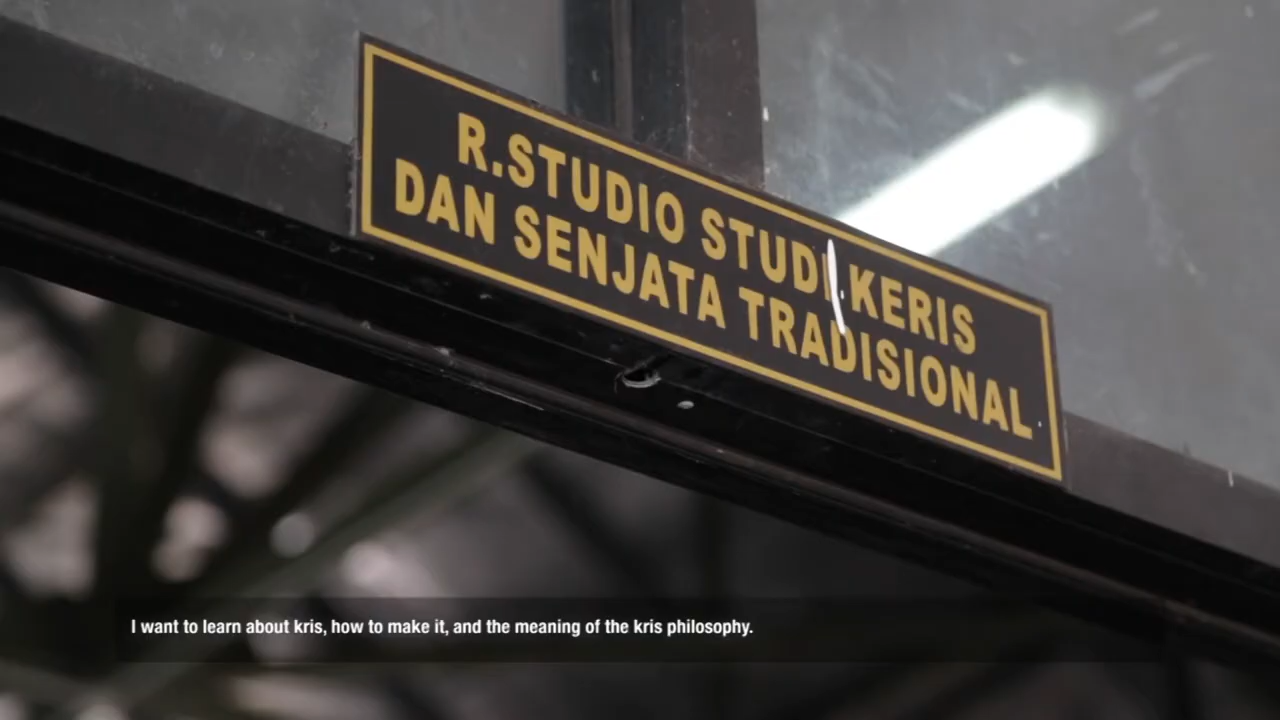 R.STUDIO STUDI KERIS
DAN SENJATA TRADISIONAL
I want to learn about kris, how to make it, and the meaning of the kris philosophy.